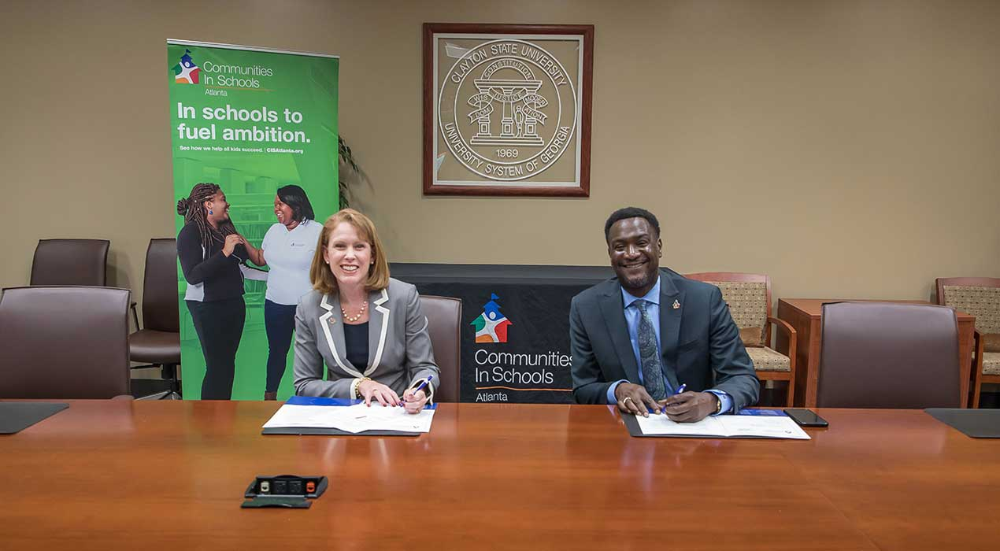 Communities
In Schools
Atlanta
In schools to
fuel ambition.
See how we help all kids succeed. | CISAtlanta.org
CLAYTON STATE UNIVERSITY
CONSTITUTION
WISDOM JUSTICE MODERATION
1969
UNIVERSITY SYSTEM OF GEORGIA
Communities
In Schools
Atlanta